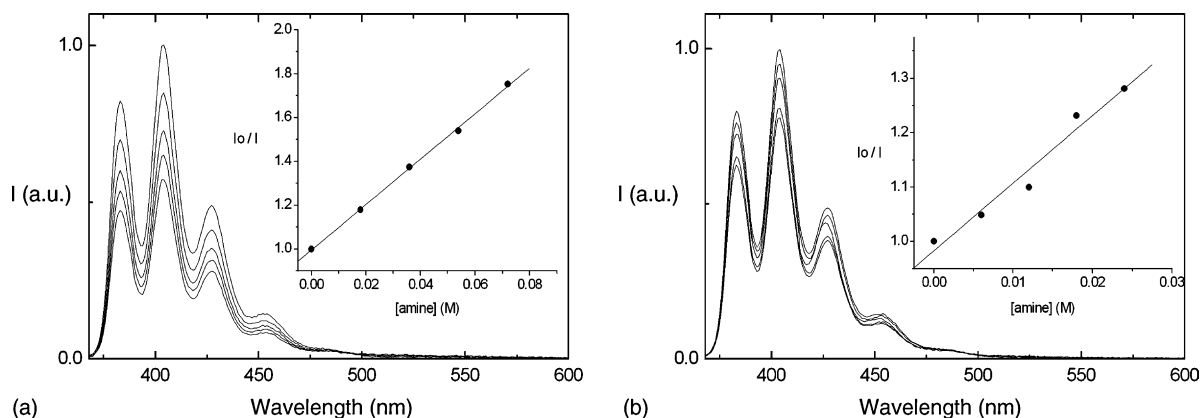 1.0
I (a.u.)
0.0
400 450 500 550 600
(a) Wavelength (nm)
2.0
1.8
1.6
Io / I
1.4
1.2
1.0
0.00 0.02 0.04 0.06 0.08
[amine] (M)
1.0
I (a.u.)
0.0
400 450 500 550 600
(b) Wavelength (nm)
1.3
Io / I
1.2
1.1
1.0
0.00 0.01 0.02 0.03
[amine] (M)